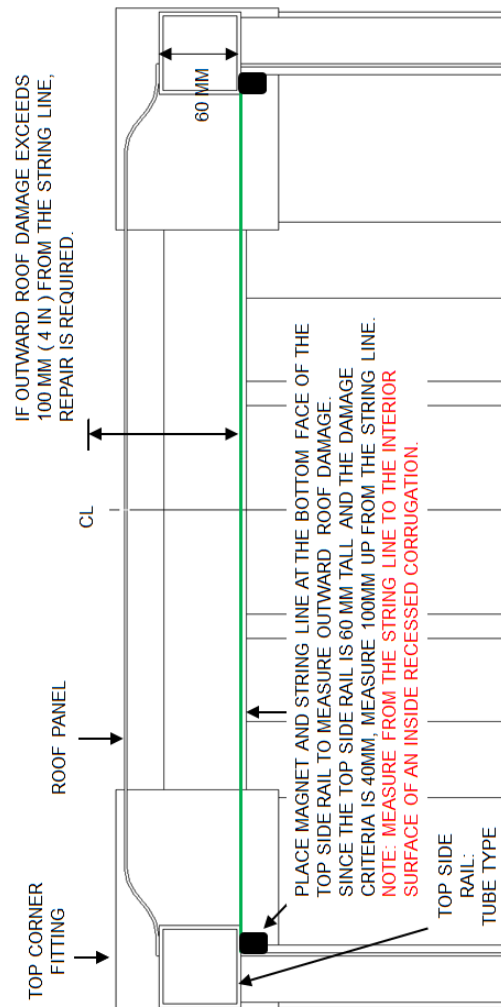 IF OUTWARD ROOF DAMAGE EXCEEDS
100 MM ( 4 IN ) FROM THE STRING LINE,
REPAIR IS REQUIRED.
TOP CORNER
FITTING
ROOF PANEL
CL
60 MM
PLACE MAGNET AND STRING LINE AT THE BOTTOM FACE OF THE
TOP SIDE RAIL TO MEASURE OUTWARD ROOF DAMAGE.
SINCE THE TOP SIDE RAIL IS 60 MM TALL AND THE DAMAGE
CRITERIA IS 40MM, MEASURE 100MM UP FROM THE STRING LINE.
NOTE: MEASURE FROM THE STRING LINE TO THE INTERIOR
SURFACE OF AN INSIDE RECESSED CORRUGATION.
TOP SIDE
RAIL:
TUBE TYPE